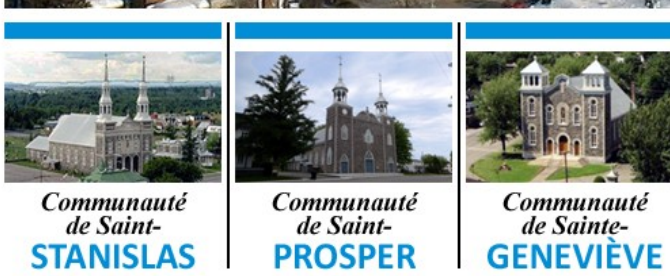 Communauté
de Saint-
STANISLAS
Communauté
de Saint-
PROSPER
Communauté
de Sainte-
GENEVIÈVE